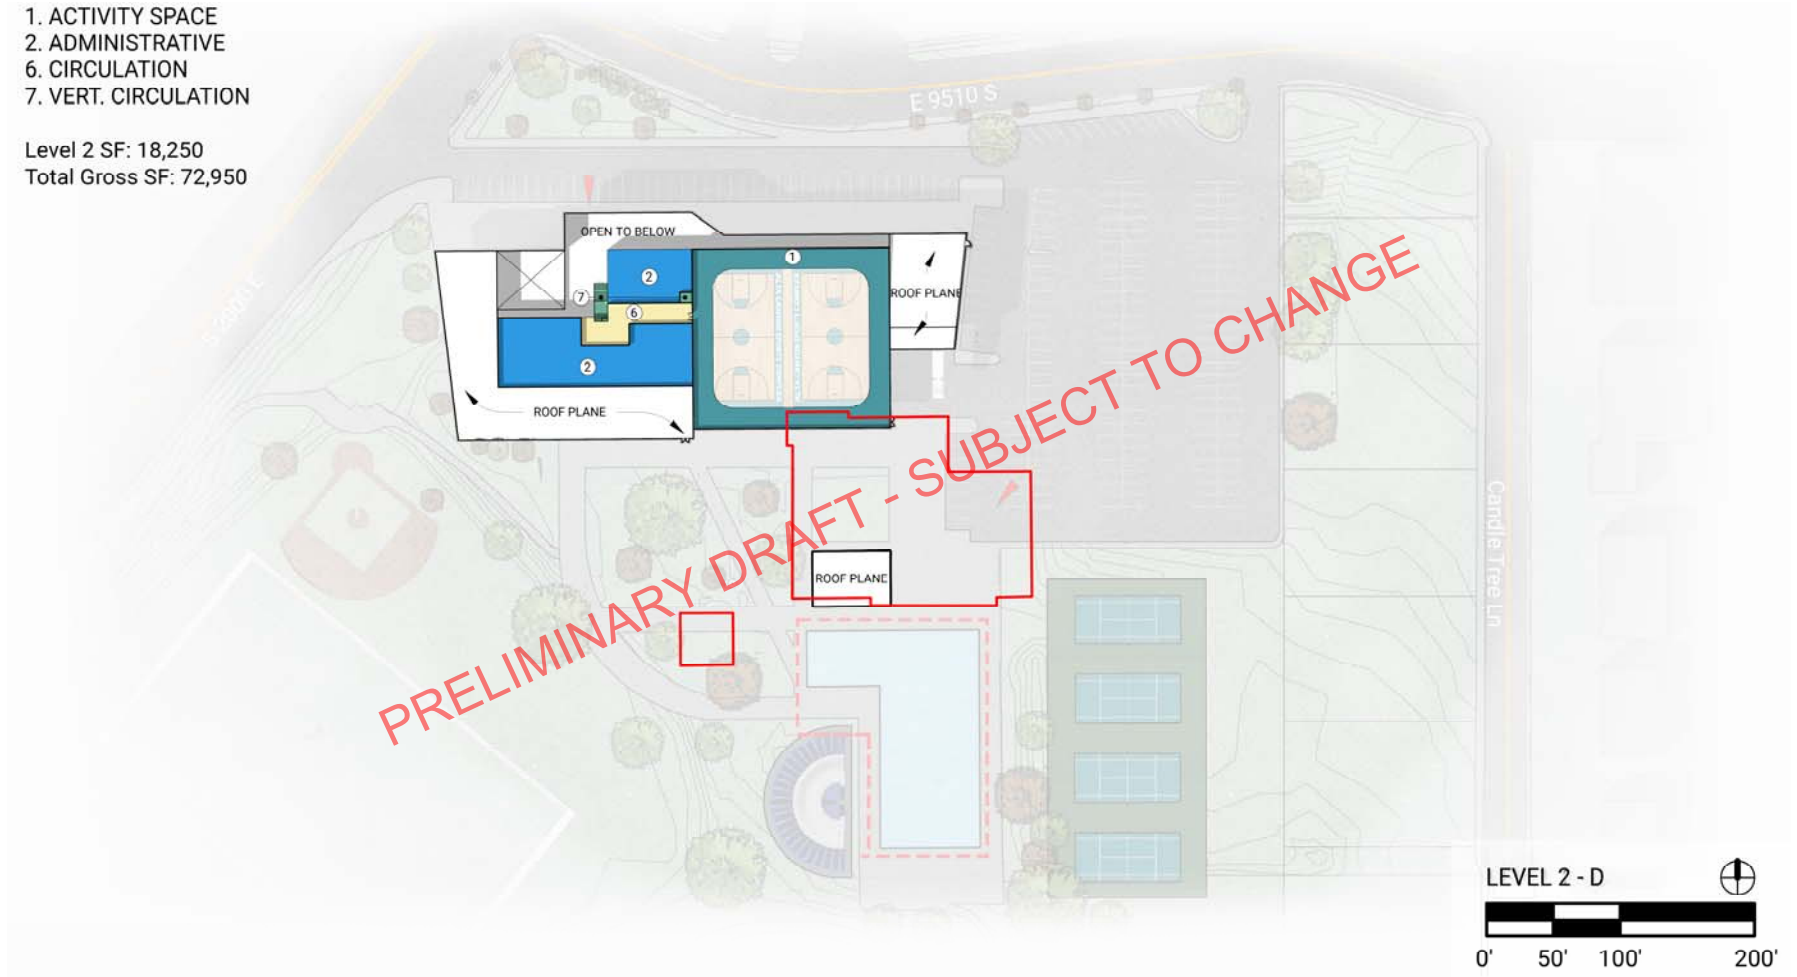 1. ACTIVITY SPACE
2. ADMINISTRATIVE
6. CIRCULATION
7. VERT. CIRCULATION
Level 2 SF: 18,250
Total Gross SF: 72,950
E 9510 S
OPEN TO BELOW
1
2
7
6
ROOF PLANE
2
ROOF PLANE
PRELIMINARY DRAFT - SUBJECT TO CHANGE
ROOF PLANE
Candle Tree Ln
LEVEL 2 - D
0' 50' 100' 200'